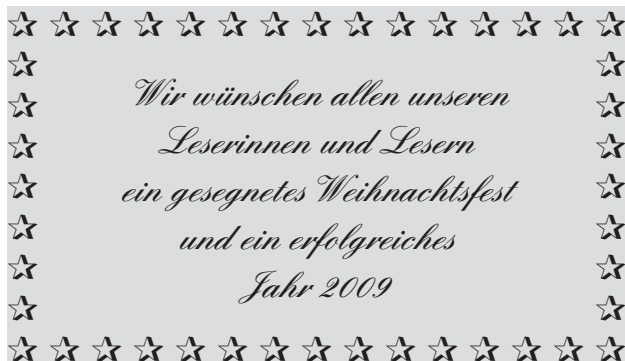 Wir wünschen allen unseren
Leserinnen und Lesern
ein gesegnetes Weihnachtsfest
und ein erfolgreiches
Jahr 2009